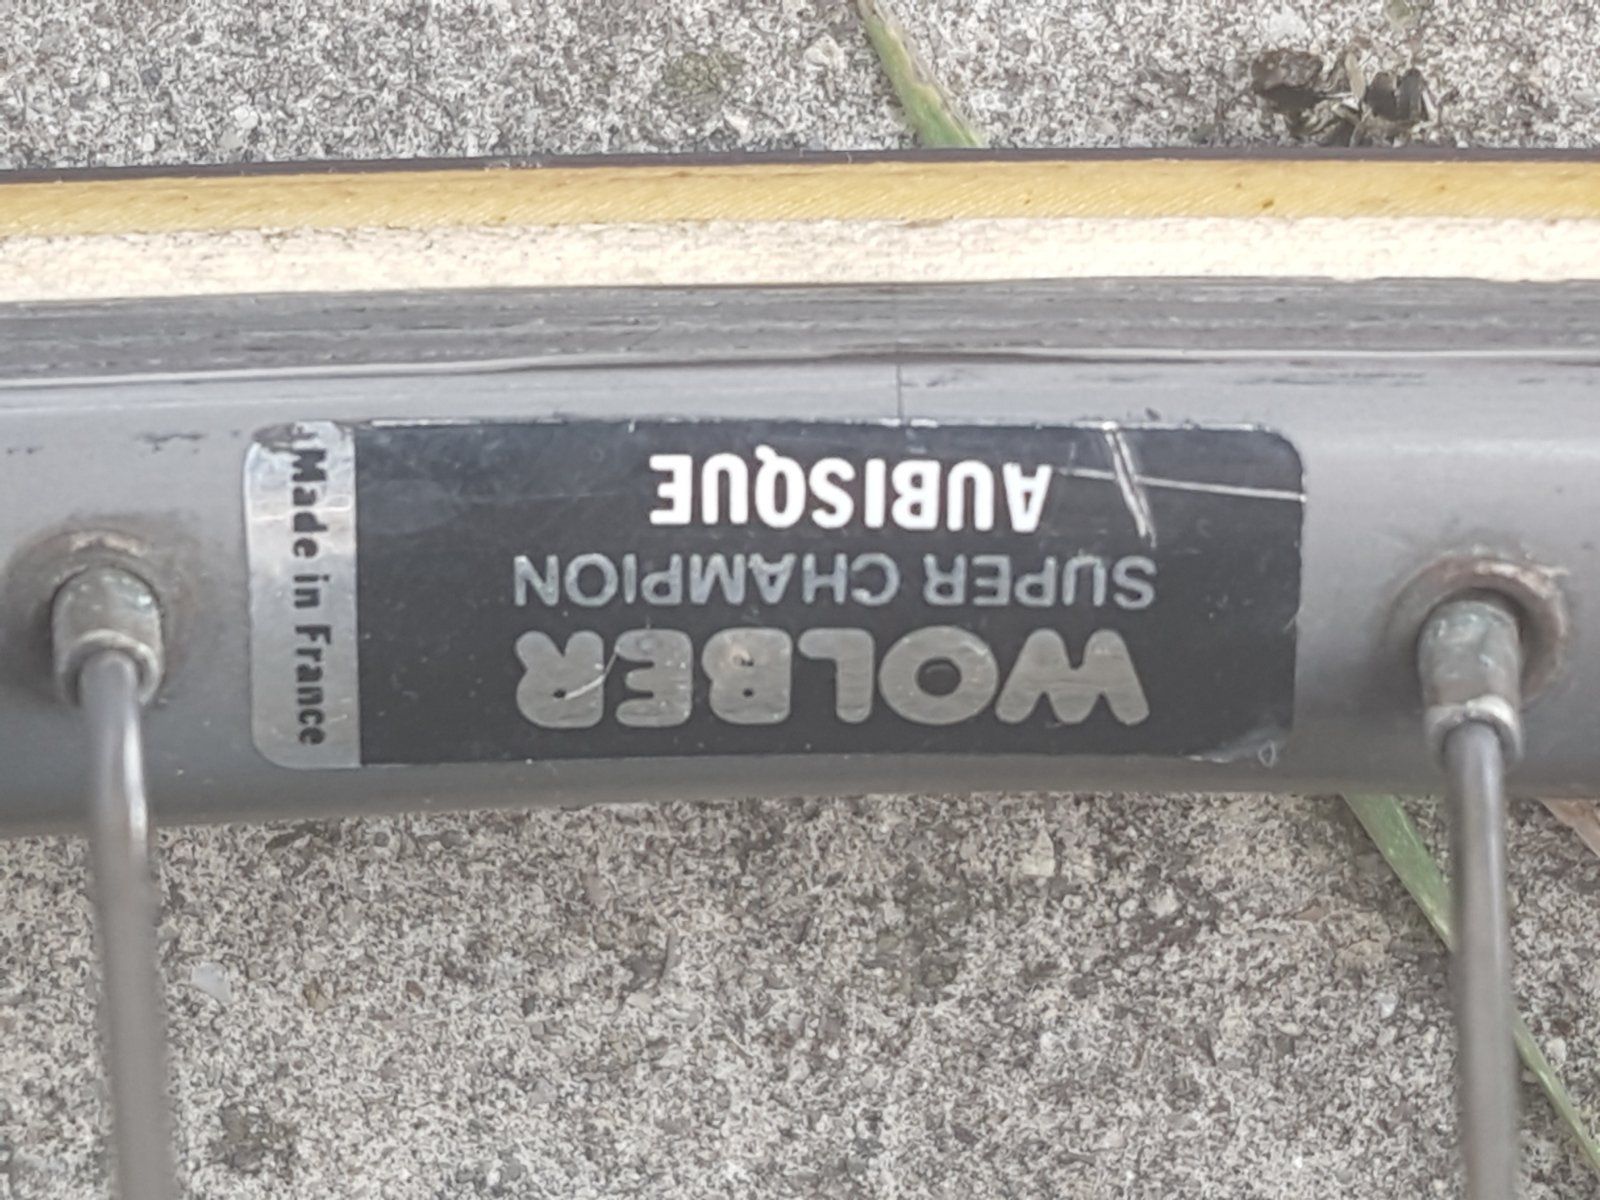 WOLBER
SUPER CHAMPION
AUBISQUE
Made in France